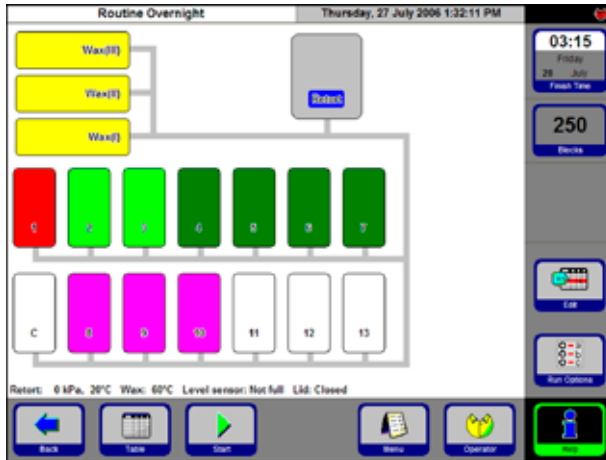 Routine Overnight
Thursday, 27 July 2006 1:32:11 PM
03:15
Friday
28 July
Finish Time
250
Blocks
Wax(III)
Wax(II)
Wax(I)
Retort
1 2 3 4 5 6 7
C 8 9 10 11 12 13
Edit
Run Options
Retort: 0 kPa, 20°C Wax: 60°C Level sensor: Not full Lid: Closed
Back
Table
Start
Menu
Operator
Help